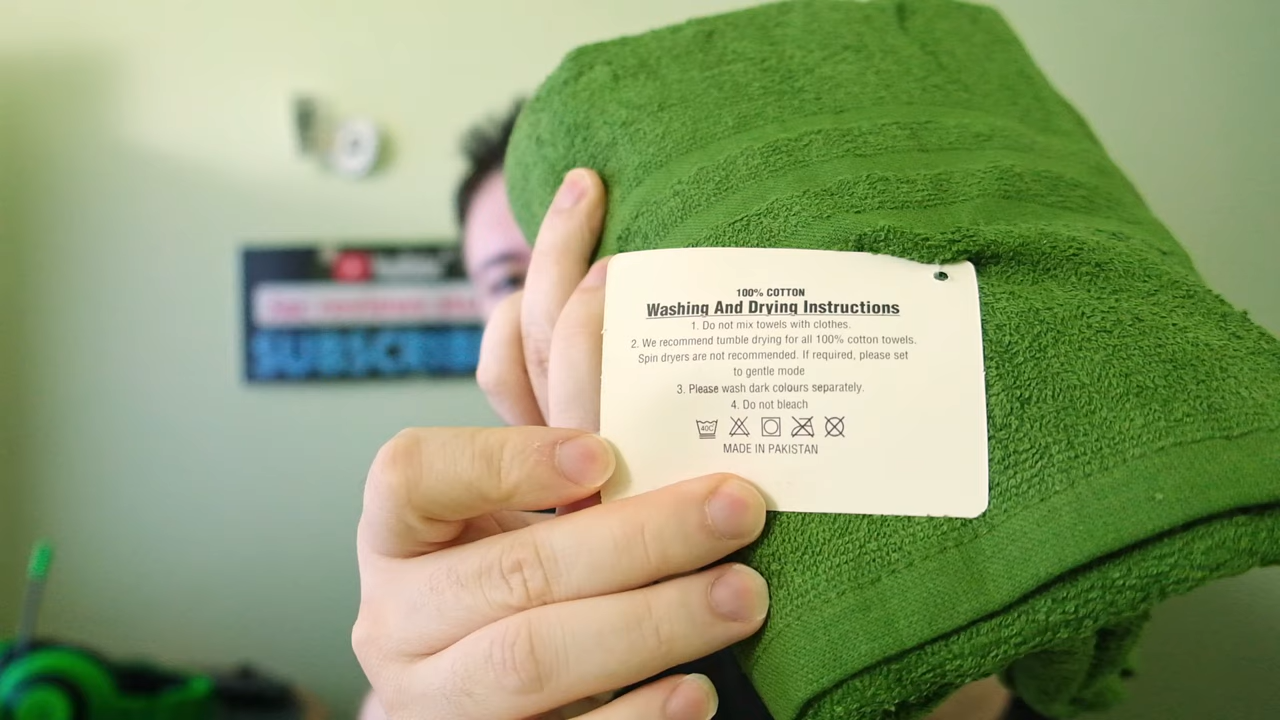 100% COTTON
Washing And Drying Instructions
1. Do not mix towels with clothes.
2. We recommend tumble drying for all 100% cotton towels.
Spin dryers are not recommended. If required, please set
to gentle mode
3. Please wash dark colours separately.
4. Do not bleach
40C
MADE IN PAKISTAN
SUBSCRIBE